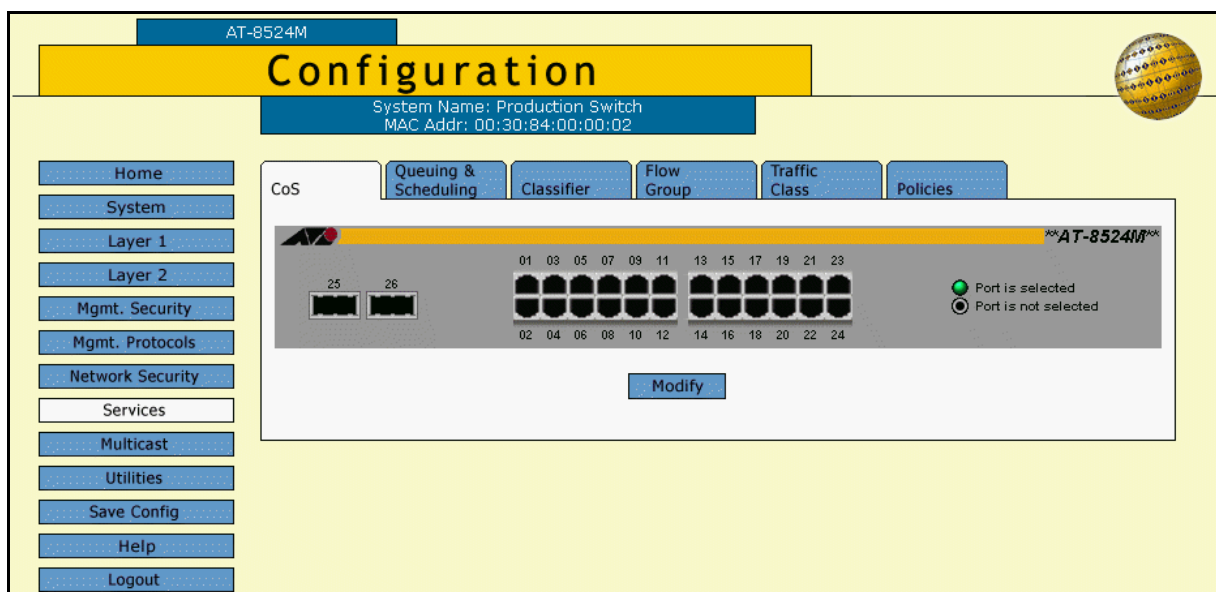 AT-8524M
Configuration
System Name: Production Switch
MAC Addr: 00:30:84:00:00:02
Home
System
Layer 1
Layer 2
Mgmt. Security
Mgmt. Protocols
Network Security
Services
Multicast
Utilities
Save Config
Help
Logout
CoS
Queuing &
Scheduling
Classifier
Flow
Group
Traffic
Class
Policies
**AT-8524M**
25 26
01 03 05 07 09 11 13 15 17 19 21 23
02 04 06 08 10 12 14 16 18 20 22 24
Port is selected
Port is not selected
Modify